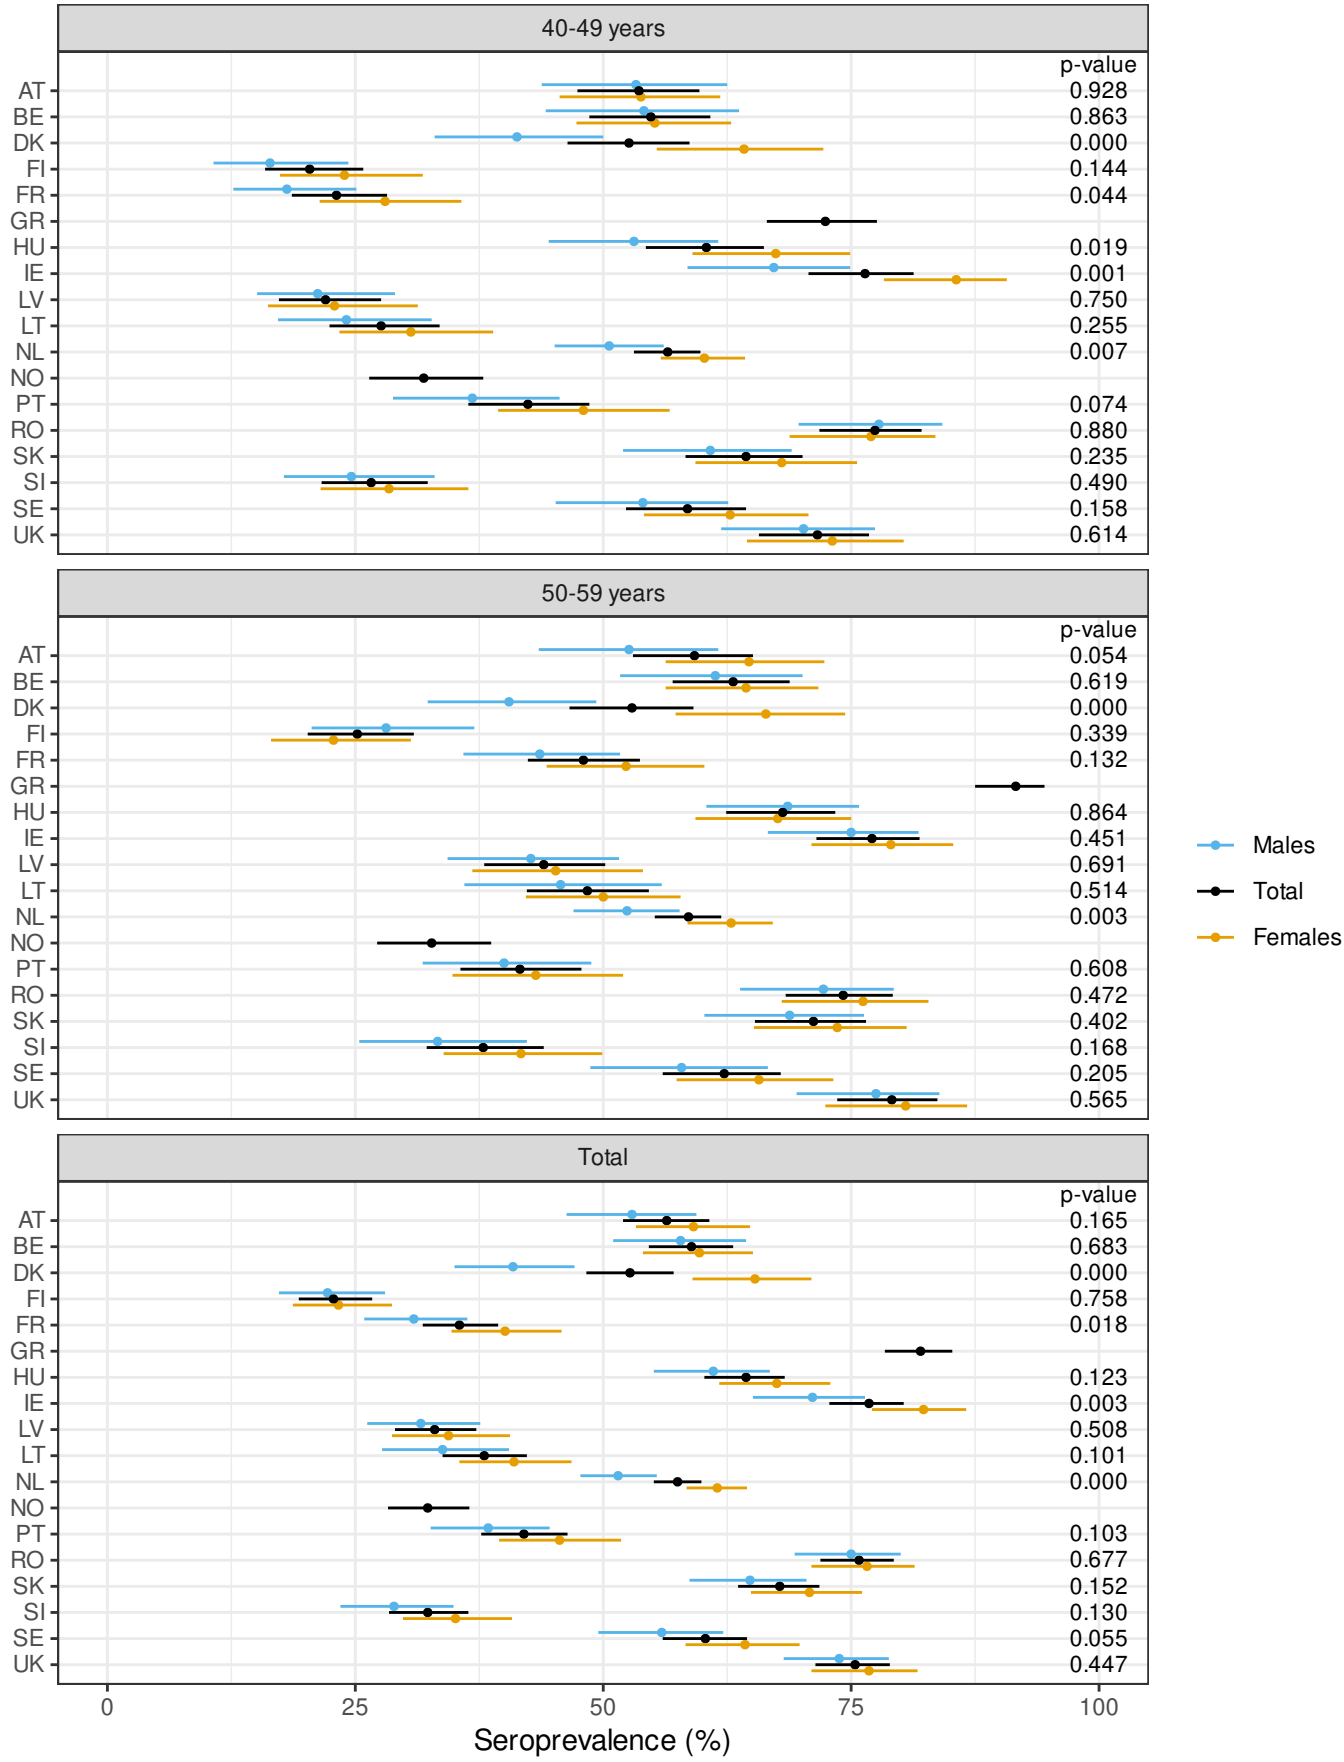 40-49 years
p-value
AT 0.928
BE 0.863
DK 0.000
FI 0.144
FR 0.044
GR
HU 0.019
IE 0.001
LV 0.750
LT 0.255
NL 0.007
NO
PT 0.074
RO 0.880
SK 0.235
SI 0.490
SE 0.158
UK 0.614
50-59 years
p-value
AT 0.054
BE 0.619
DK 0.000
FI 0.339
FR 0.132
GR
HU 0.864
IE 0.451
LV 0.691
LT 0.514
NL 0.003
NO
PT 0.608
RO 0.472
SK 0.402
SI 0.168
SE 0.205
UK 0.565
Males
Total
Females
Total
p-value
AT 0.165
BE 0.683
DK 0.000
FI 0.758
FR 0.018
GR
HU 0.123
IE 0.003
LV 0.508
LT 0.101
NL 0.000
NO
PT 0.103
RO 0.677
SK 0.152
SI 0.130
SE 0.055
UK 0.447
0 25 50 75 100
Seroprevalence (%)